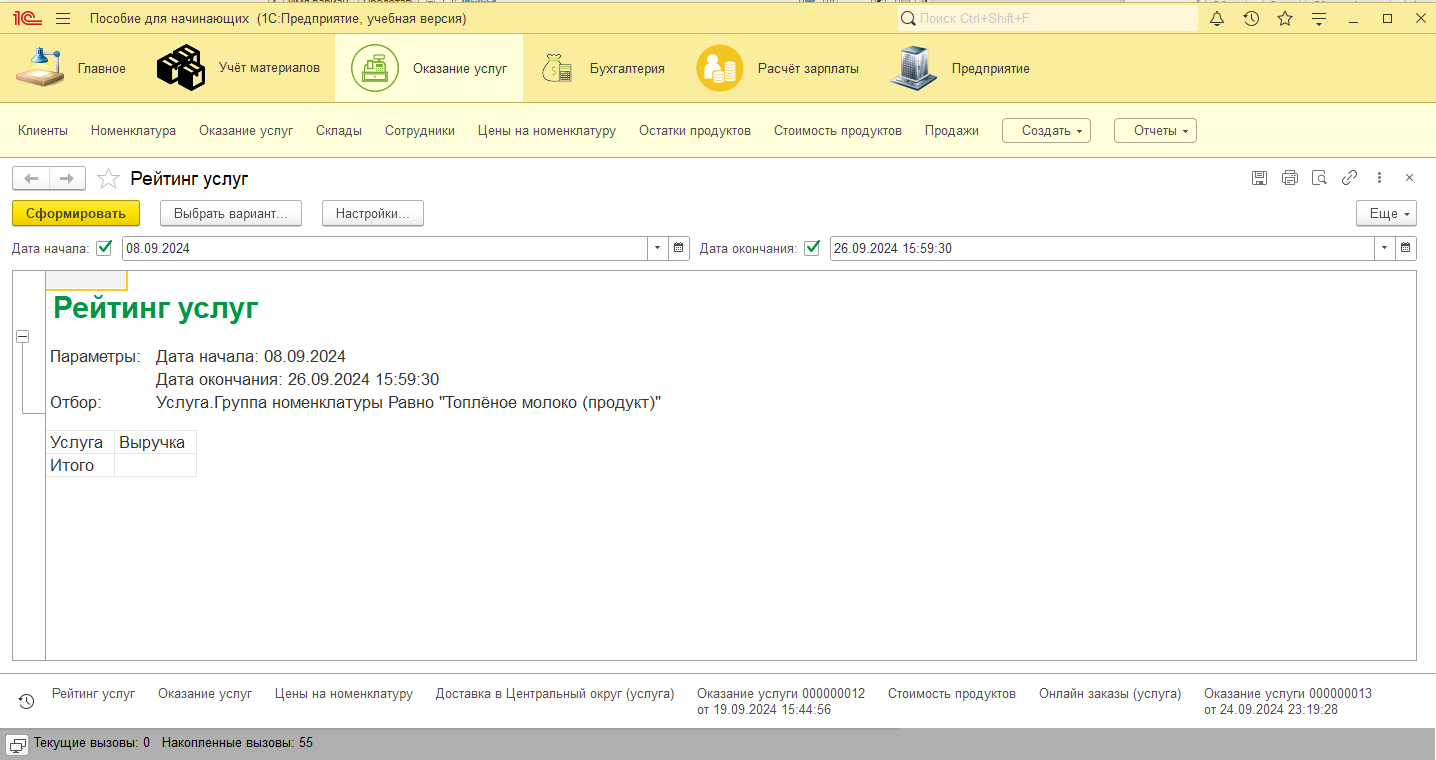 Пособие для начинающих (1С:Предприятие, учебная версия)
Поиск Ctrl+Shift+F
Главное
Учёт материалов
Оказание услуг
Бухгалтерия
Расчёт зарплаты
Предприятие
Клиенты
Номенклатура
Оказание услуг
Склады
Сотрудники
Цены на номенклатуру
Остатки продуктов
Стоимость продуктов
Продажи
Создать
Отчеты
Рейтинг услуг
Сформировать
Выбрать вариант...
Настройки...
Еще
Дата начала:
08.09.2024
Дата окончания:
26.09.2024 15:59:30
Рейтинг услуг
Параметры: Дата начала: 08.09.2024
Дата окончания: 26.09.2024 15:59:30
Отбор: Услуга.Группа номенклатуры Равно "Топлёное молоко (продукт)"
Услуга Выручка
Итого
Рейтинг услуг
Оказание услуг
Цены на номенклатуру
Доставка в Центральный округ (услуга)
Оказание услуги 000000012
от 19.09.2024 15:44:56
Стоимость продуктов
Онлайн заказы (услуга)
Оказание услуги 000000013
от 24.09.2024 23:19:28
Текущие вызовы: 0 Накопленные вызовы: 55